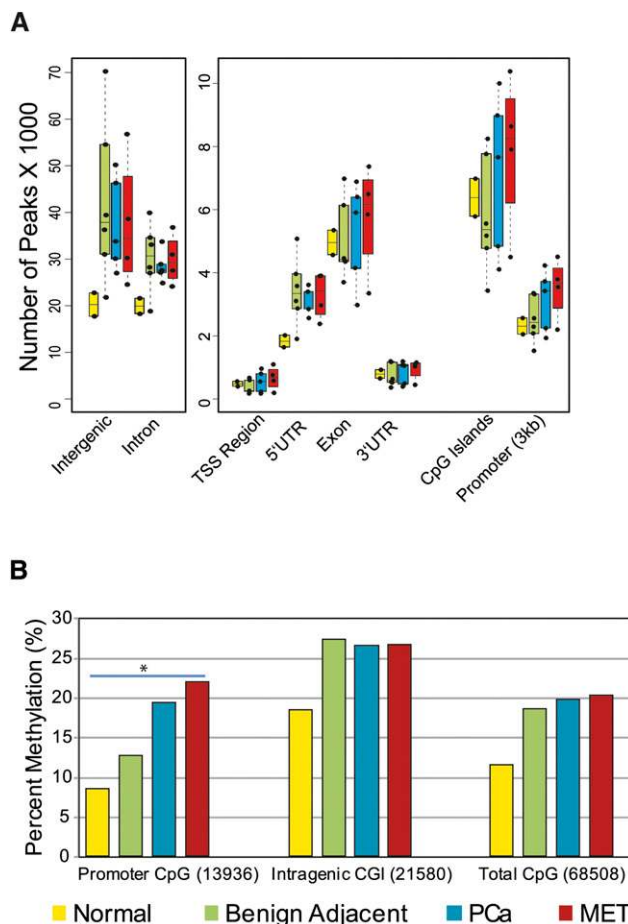 A
Number of Peaks X 1000
70
60
50
40
30
20
10
0
10
8
6
4
2
0
Intergenic
Intron
TSS Region
5'UTR
Exon
3'UTR
CpG Islands
Promoter (3kb)
B
Percent Methylation (%)
30
25
20
15
10
5
0
*
Promoter CpG (13936)
Intragenic CGI (21580)
Total CpG (68508)
Normal
Benign Adjacent
PCa
MET